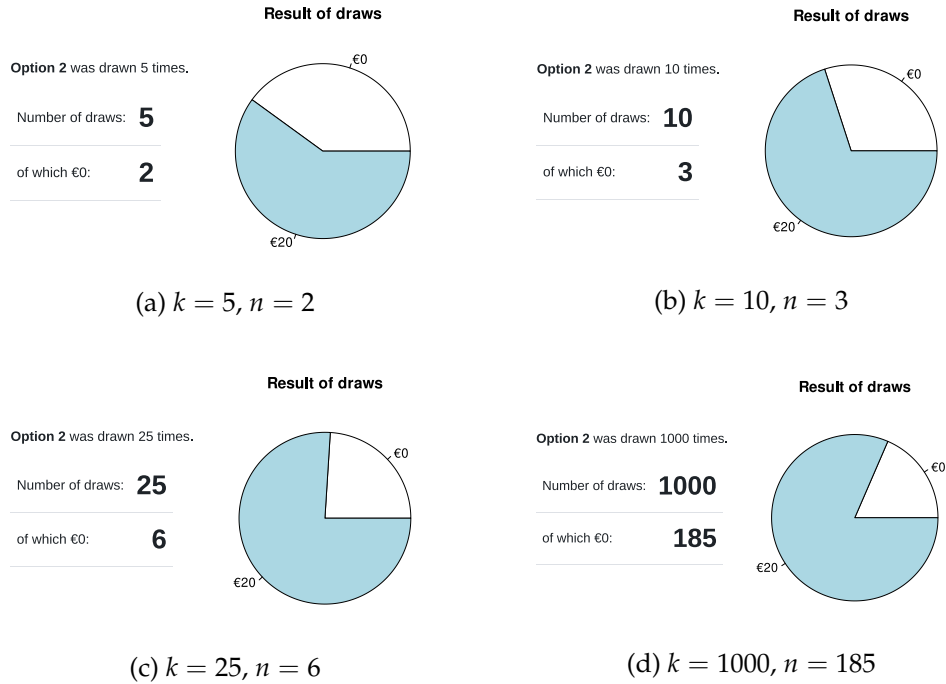 Result of draws
€0
Option 2 was drawn 5 times.
Number of draws: 5
of which €0: 2
€20
(a) k = 5, n = 2
Result of draws
€0
Option 2 was drawn 10 times.
Number of draws: 10
of which €0: 3
€20
(b) k = 10, n = 3
Result of draws
Option 2 was drawn 25 times.
€0
Number of draws: 25
of which €0: 6
€20
(c) k = 25, n = 6
Result of draws
Option 2 was drawn 1000 times.
€0
Number of draws: 1000
of which €0: 185
€20
(d) k = 1000, n = 185